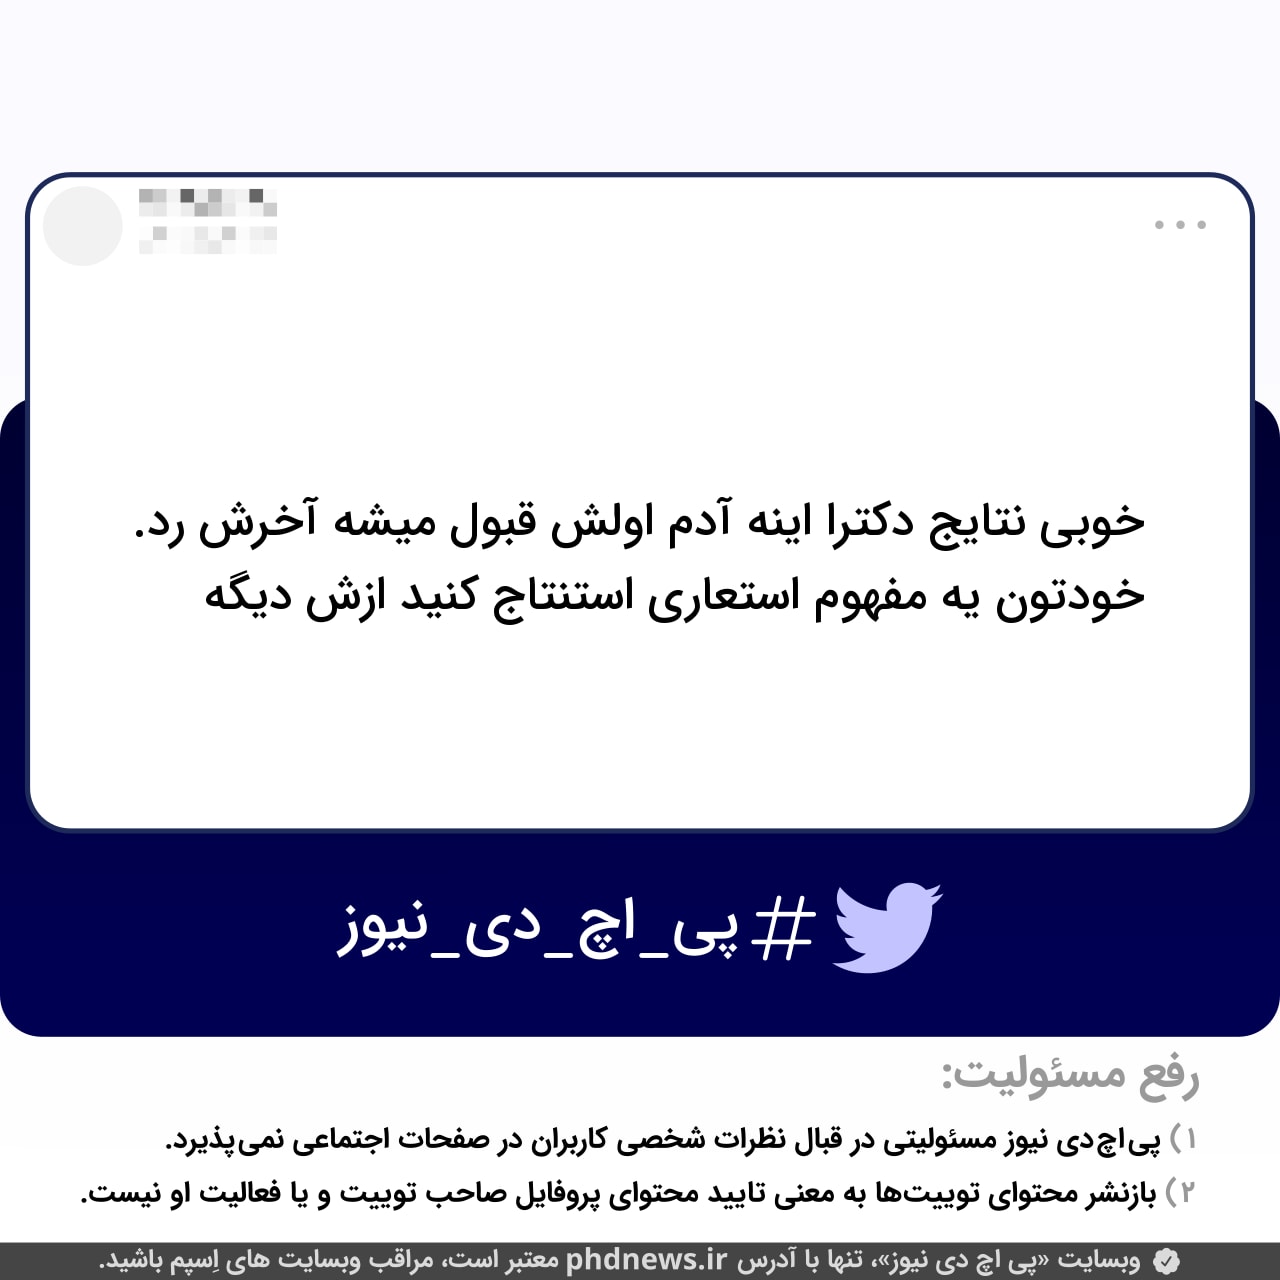 خوبی نتایج دکترا اینه آدم اولش قبول میشه آخرش رد.
خودتون یه مفهوم استعاری استنتاج کنید ازش دیگه
#پی_اچ_دی_نیوز
رفع مسئولیت:
۱) پی‌اچ‌دی نیوز مسئولیتی در قبال نظرات شخصی کاربران در صفحات اجتماعی نمی‌پذیرد.
۲) بازنشر محتوای توییت‌ها به معنی تایید محتوای پروفایل صاحب توییت و یا فعالیت او نیست.
وبسایت «پی اچ دی نیوز»، تنها با آدرس phdnews.ir معتبر است، مراقب وبسایت های اِسپم باشید.